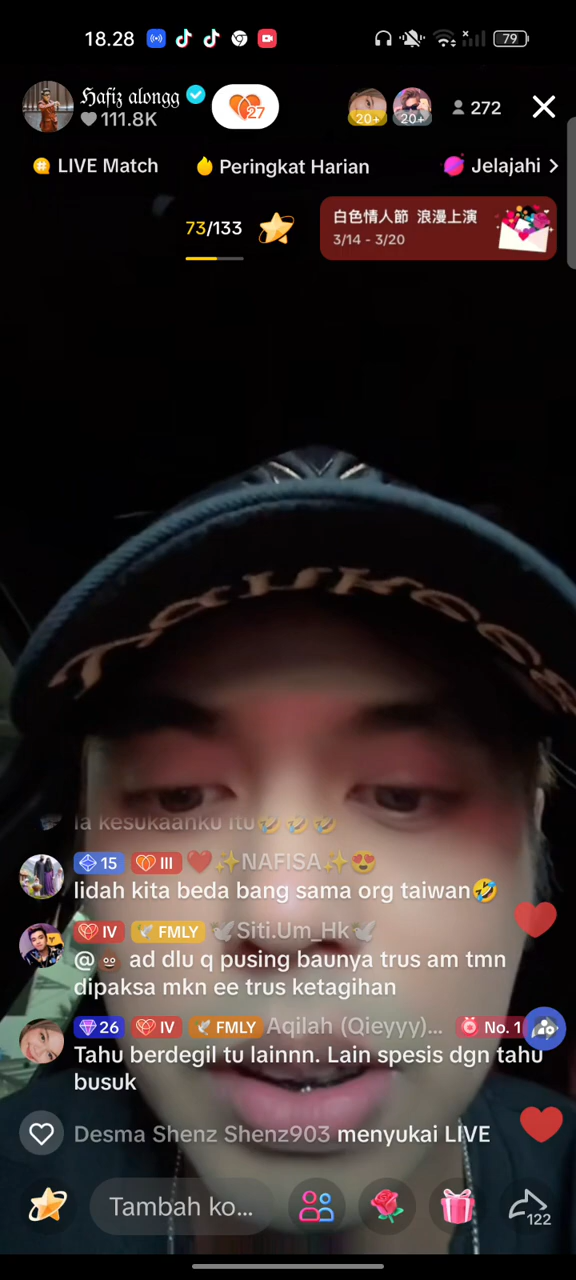 18.28
79
Hafiz alongg
27
111.8K
20+
20+
272
LIVE Match
Peringkat Harian
Jelajahi
73/133
白色情人節 浪漫上演
3/14 - 3/20
Taukeos
la kesukaanku itu🤣🤣🤣
15 III ❤️✨NAFISA✨😍
lidah kita beda bang sama org taiwan🤣
IV FMLY 🕊️Siti.Um_Hk🕊️
@💩 ad dlu q pusing baunya trus am tmn
dipaksa mkn ee trus ketagihan
26 IV FMLY Aqilah (Qieyyy)... No. 1
Tahu berdegil tu lainnn. Lain spesis dgn tahu
busuk
Desma Shenz Shenz903 menyukai LIVE
Tambah ko...
122